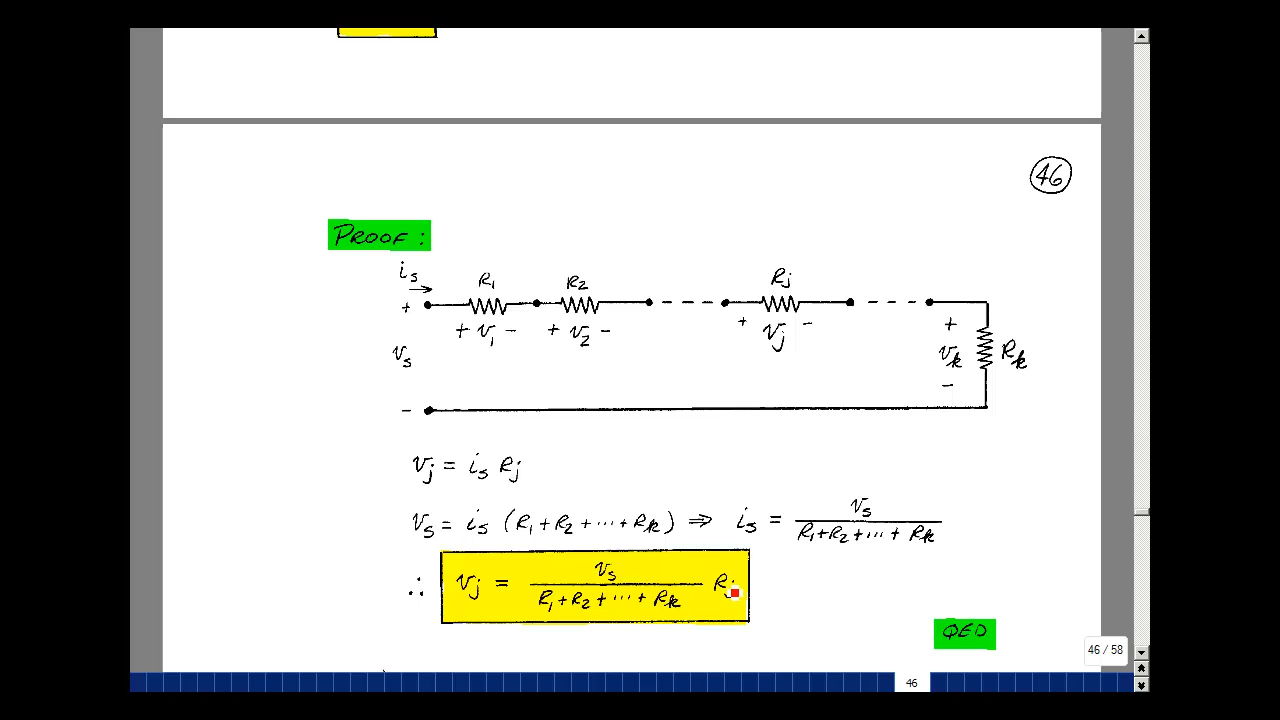 46
PROOF:
is
R1 R2 Rj
+ + v1 - + v2 - + vj - +
vs vk Rk
-
-
vj = is Rj
vs = is (R1+R2+...+Rk) ⇒ is = vs / R1+R2+...+Rk
∴ vj = vs / R1+R2+...+Rk Rj
QED
46 / 58
46